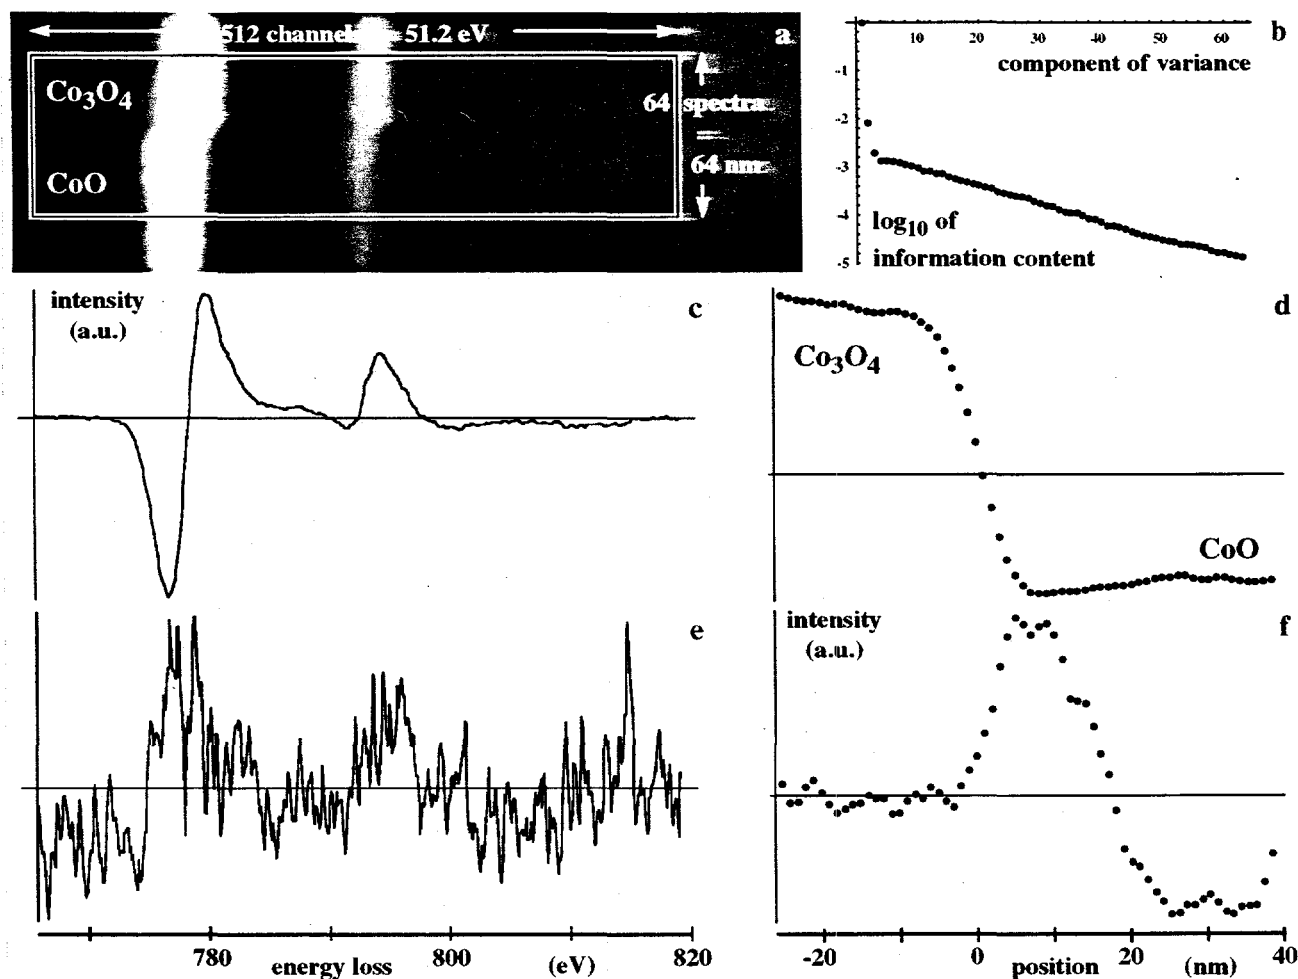 512 channel = 51.2 eV
a
Co3O4
64 spectra
=
CoO
64 nm
10 20 30 40 50 60
b
component of variance
-1
-2
-3
-4
-5
log10 of
information content
intensity
(a.u.)
c
d
Co3O4
CoO
e
intensity
(a.u.)
f
780 800 820
energy loss (eV)
-20 0 20 40
position (nm)